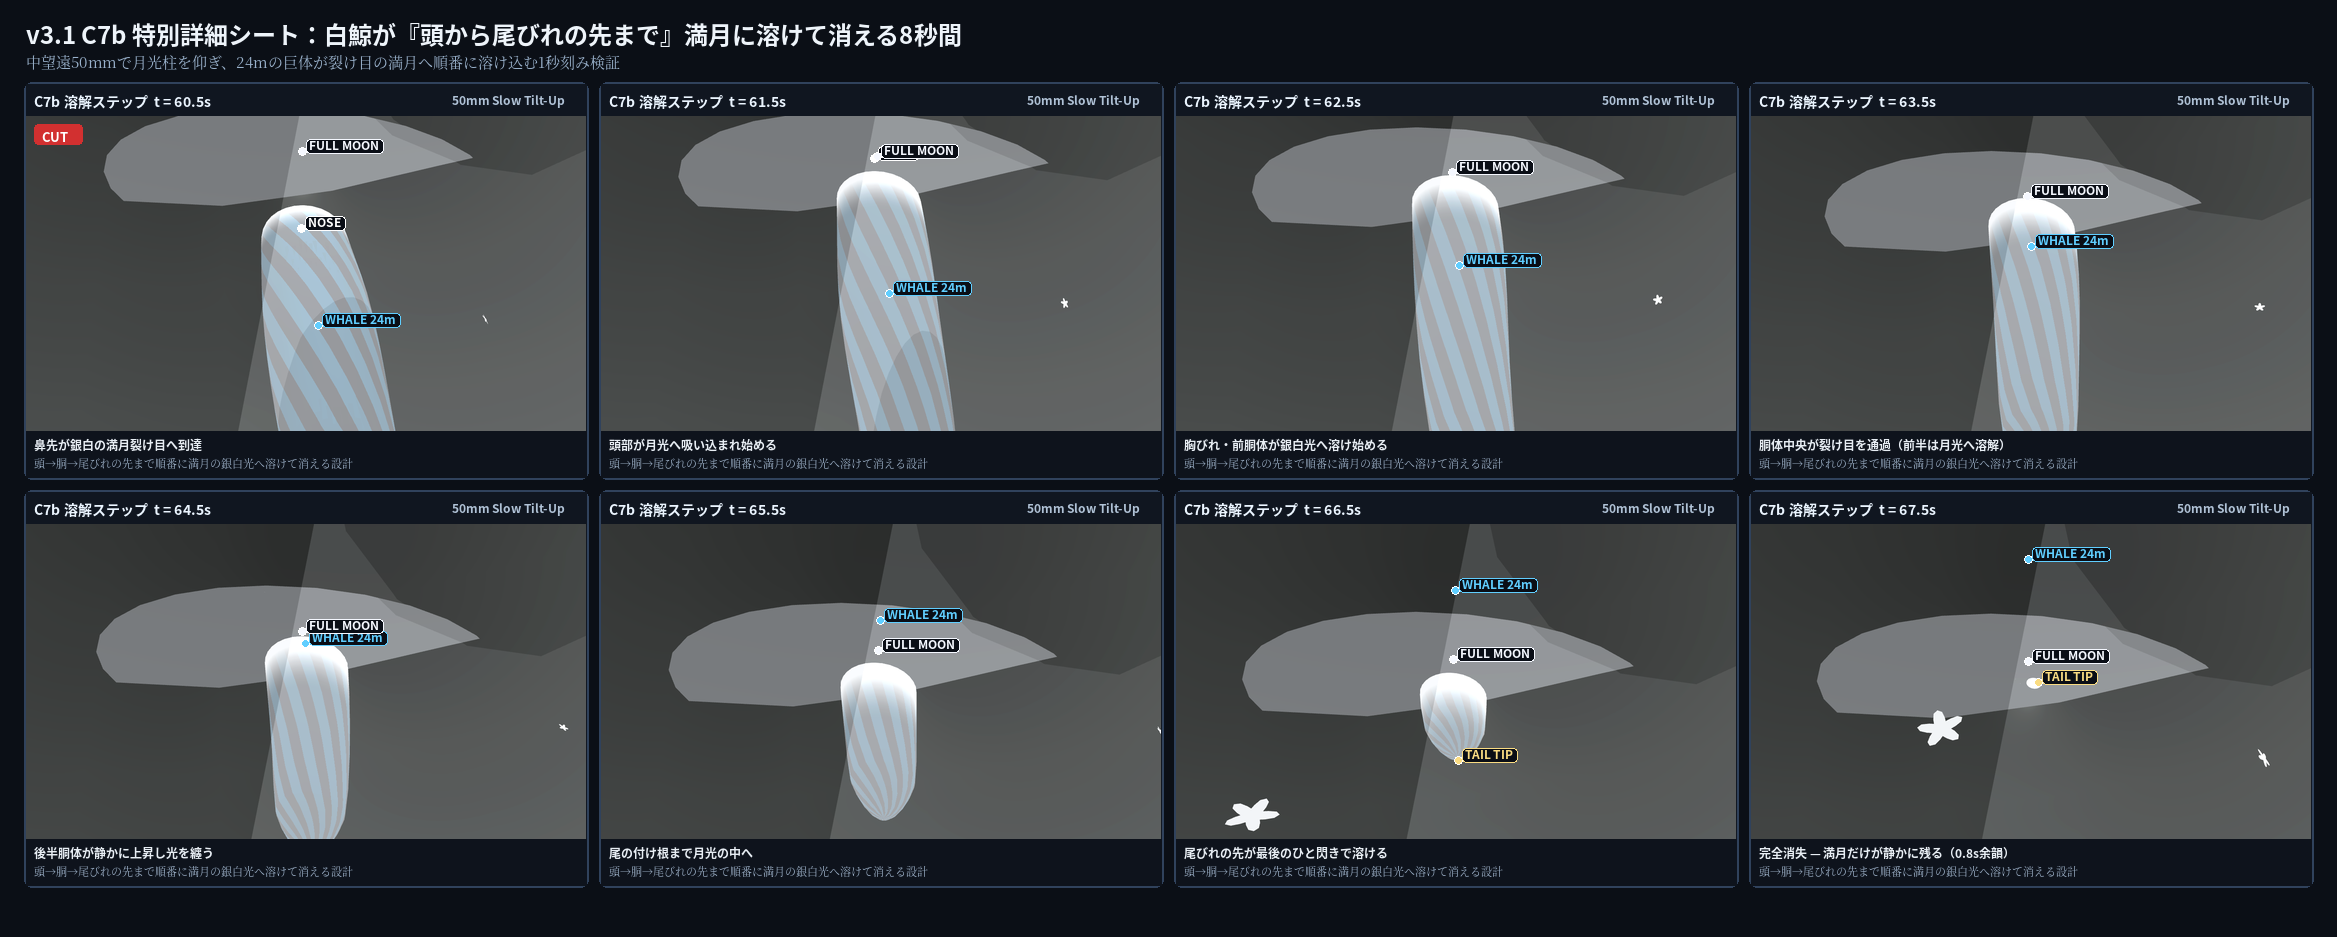 v3.1 C7b 特別詳細シート：白鯨が『頭から尾びれの先まで』満月に溶けて消える8秒間
中望遠50mmで月光柱を仰ぎ、24mの巨体が裂け目の満月へ順番に溶け込む1秒刻み検証
C7b 溶解ステップ t=60.5s
50mm Slow Tilt-Up
CUT
FULL MOON
NOSE
WHALE 24m
鼻先が銀白の満月裂け目へ到達
頭→胴→尾びれの先まで順番に満月の銀白光へ溶けて消える設計
C7b 溶解ステップ t=61.5s
50mm Slow Tilt-Up
FULL MOON
WHALE 24m
頭部が月光へ吸い込まれ始める
頭→胴→尾びれの先まで順番に満月の銀白光へ溶けて消える設計
C7b 溶解ステップ t=62.5s
50mm Slow Tilt-Up
FULL MOON
WHALE 24m
胸びれ・前胴体が銀白光へ溶け始める
頭→胴→尾びれの先まで順番に満月の銀白光へ溶けて消える設計
C7b 溶解ステップ t=63.5s
50mm Slow Tilt-Up
FULL MOON
WHALE 24m
胴体中央が裂け目を通過（前半は月光へ溶解）
頭→胴→尾びれの先まで順番に満月の銀白光へ溶けて消える設計
C7b 溶解ステップ t=64.5s
50mm Slow Tilt-Up
FULL MOON
WHALE 24m
後半胴体が静かに上昇し光を纏う
頭→胴→尾びれの先まで順番に満月の銀白光へ溶けて消える設計
C7b 溶解ステップ t=65.5s
50mm Slow Tilt-Up
WHALE 24m
FULL MOON
尾の付け根まで月光の中へ
頭→胴→尾びれの先まで順番に満月の銀白光へ溶けて消える設計
C7b 溶解ステップ t=66.5s
50mm Slow Tilt-Up
WHALE 24m
FULL MOON
TAIL TIP
尾びれの先が最後のひと閃きで溶ける
頭→胴→尾びれの先まで順番に満月の銀白光へ溶けて消える設計
C7b 溶解ステップ t=67.5s
50mm Slow Tilt-Up
WHALE 24m
FULL MOON
TAIL TIP
完全消失 — 満月だけが静かに残る（0.8s余韻）
頭→胴→尾びれの先まで順番に満月の銀白光へ溶けて消える設計